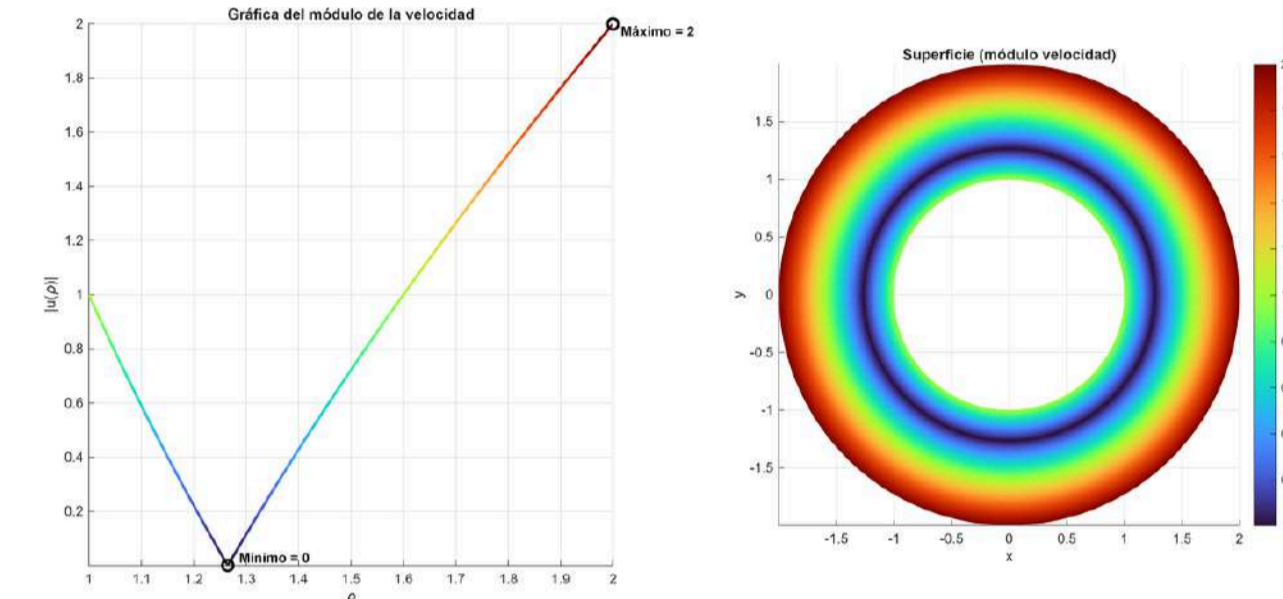 Gráfica del módulo de la velocidad
2
Máximo = 2
1.8
1.6
1.4
1.2
1
0.8
0.6
0.4
0.2
|u(ρ)|
Minimo = 0
1 1.1 1.2 1.3 1.4 1.5 1.6 1.7 1.8 1.9 2
Superficie (módulo velocidad)
1.5
1
0.5
0
-0.5
-1
-1.5
y
-1.5 -1 -0.5 0 0.5 1 1.5 2
x